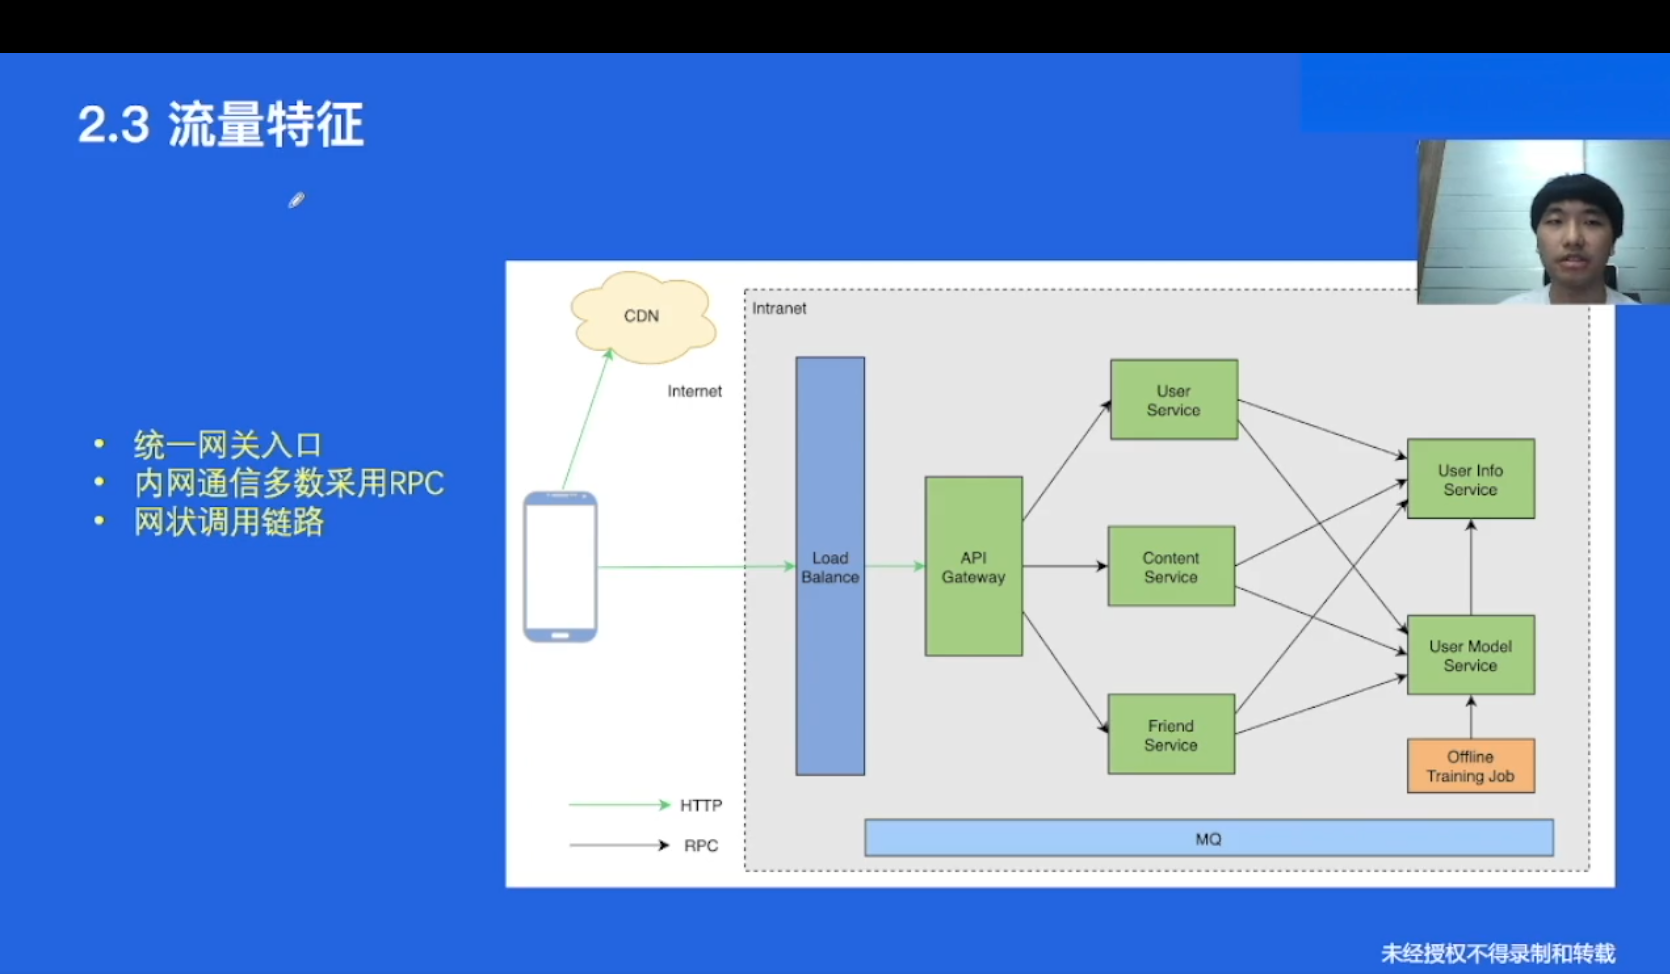 2.3 流量特征
• 统一网关入口
• 内网通信多数采用RPC
• 网状调用链路
CDN
Internet
Intranet
Load
Balance
API
Gateway
User
Service
Content
Service
Friend
Service
User Info
Service
User Model
Service
Offline
Training Job
MQ
HTTP
RPC
未经授权不得录制和转载